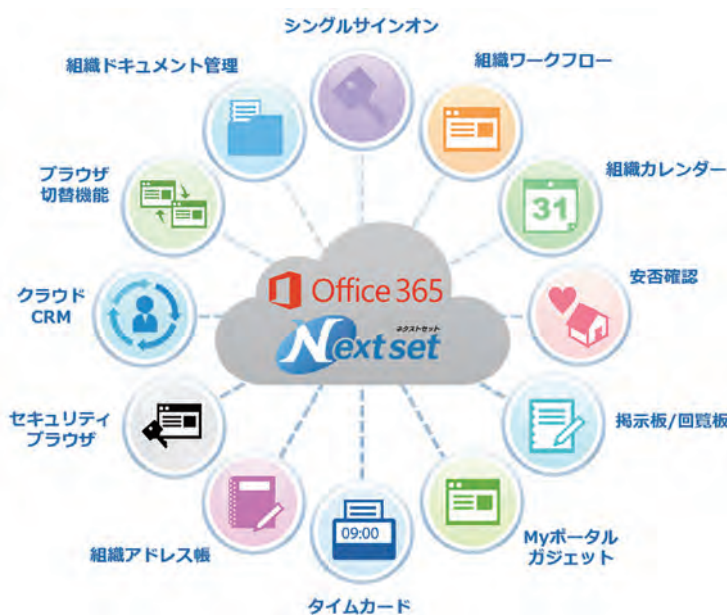 シングルサインオン
組織ドキュメント管理
組織ワークフロー
ブラウザ
切替機能
組織カレンダー
31
クラウド
CRM
Office 365
ネクストセット
Nextset
安否確認
セキュリティ
ブラウザ
掲示板/回覧板
組織アドレス帳
09:00
Myポータル
ガジェット
タイムカード